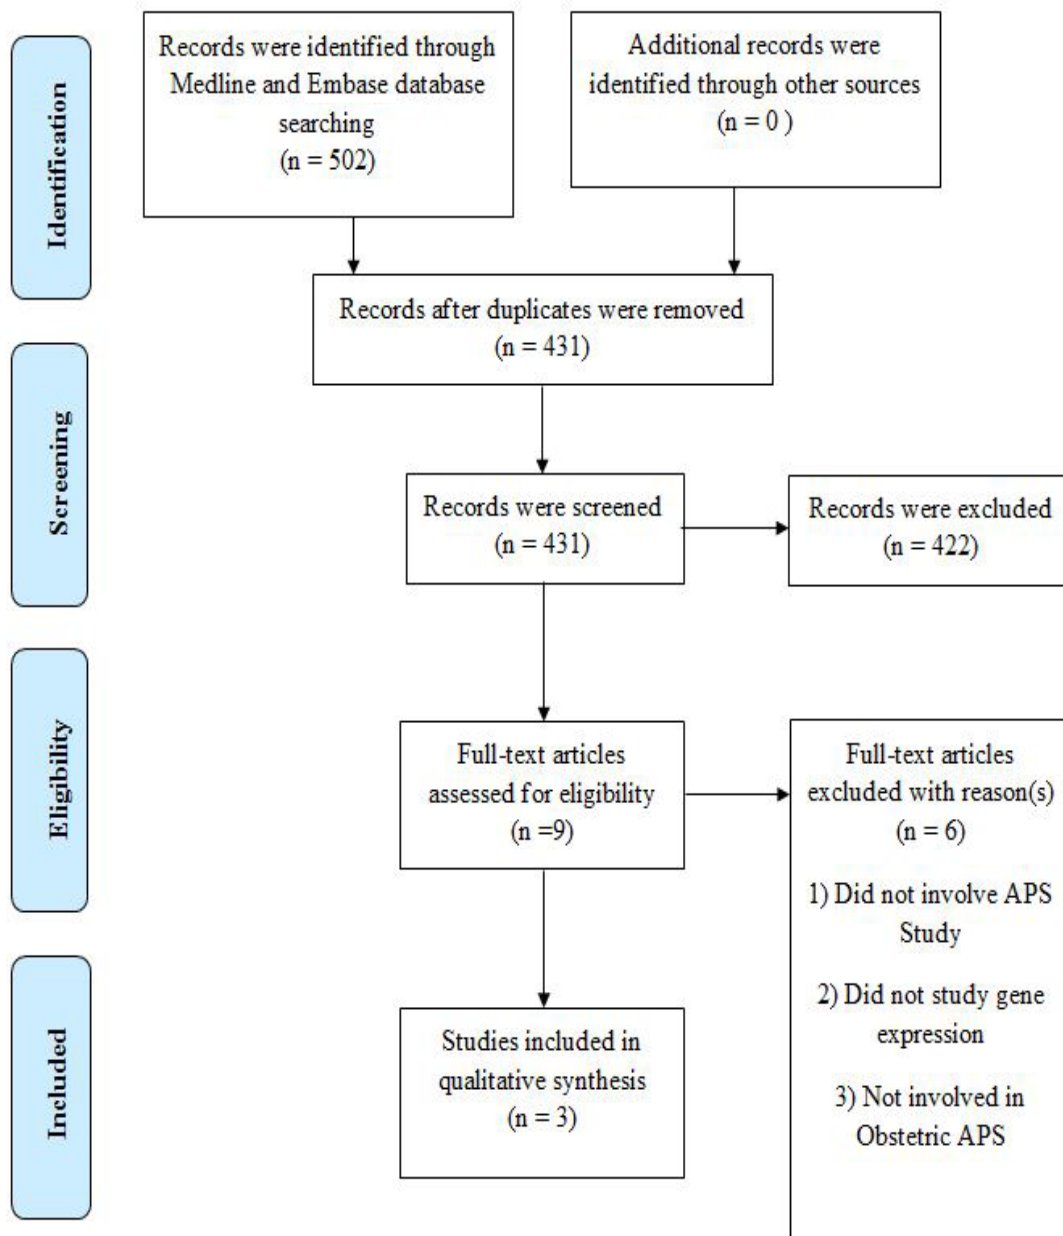 Identification
Records were identified through
Medline and Embase database
searching
(n = 502)
Additional records were
identified through other sources
(n = 0 )
Records after duplicates were removed
(n = 431)
Screening
Records were screened
(n = 431)
Records were excluded
(n = 422)
Eligibility
Full-text articles
assessed for eligibility
(n =9)
Full-text articles
excluded with reason(s)
(n = 6)
1) Did not involve APS
Study
2) Did not study gene
expression
3) Not involved in
Obstetric APS
Included
Studies included in
qualitative synthesis
(n = 3)